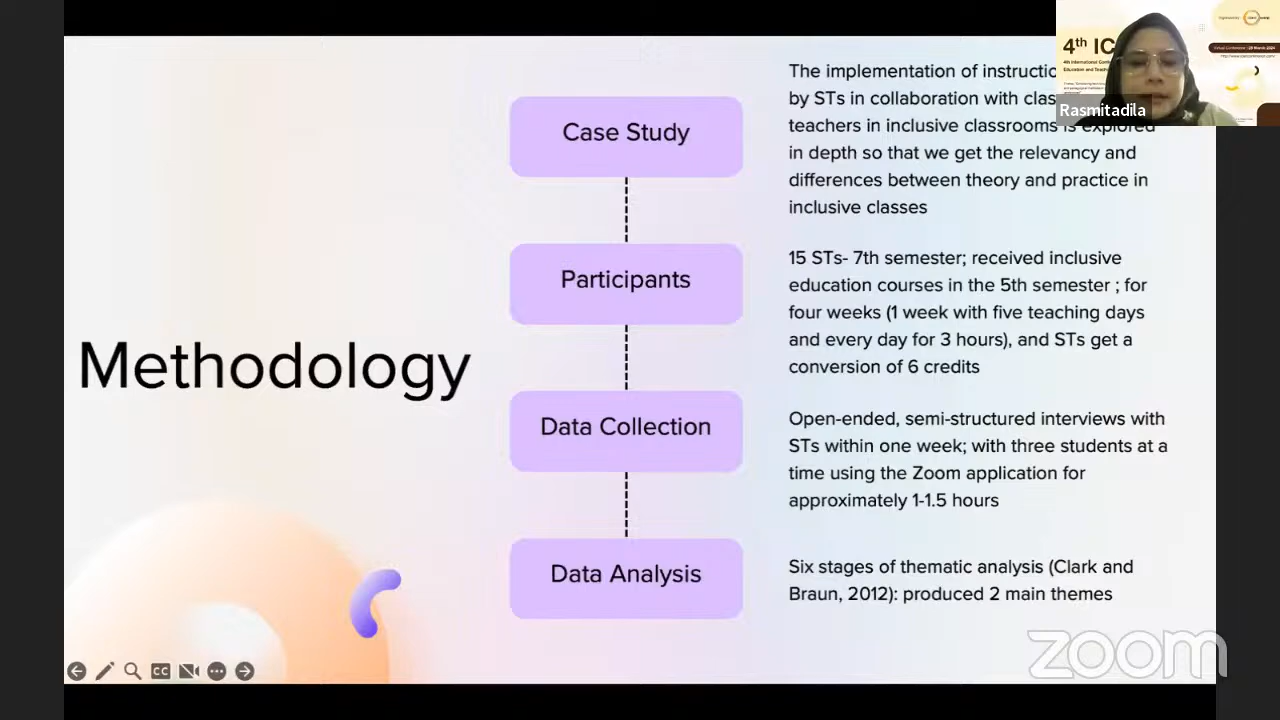 Methodology
Case Study
The implementation of instructio
by STs in collaboration with clas
teachers in inclusive classrooms is explored
in depth so that we get the relevancy and
differences between theory and practice in
inclusive classes
Participants
15 STs- 7th semester; received inclusive
education courses in the 5th semester ; for
four weeks (1 week with five teaching days
and every day for 3 hours), and STs get a
conversion of 6 credits
Data Collection
Open-ended, semi-structured interviews with
STs within one week; with three students at a
time using the Zoom application for
approximately 1-1.5 hours
Data Analysis
Six stages of thematic analysis (Clark and
Braun, 2012): produced 2 main themes
4th IC
Rasmitadila
CC
zoom